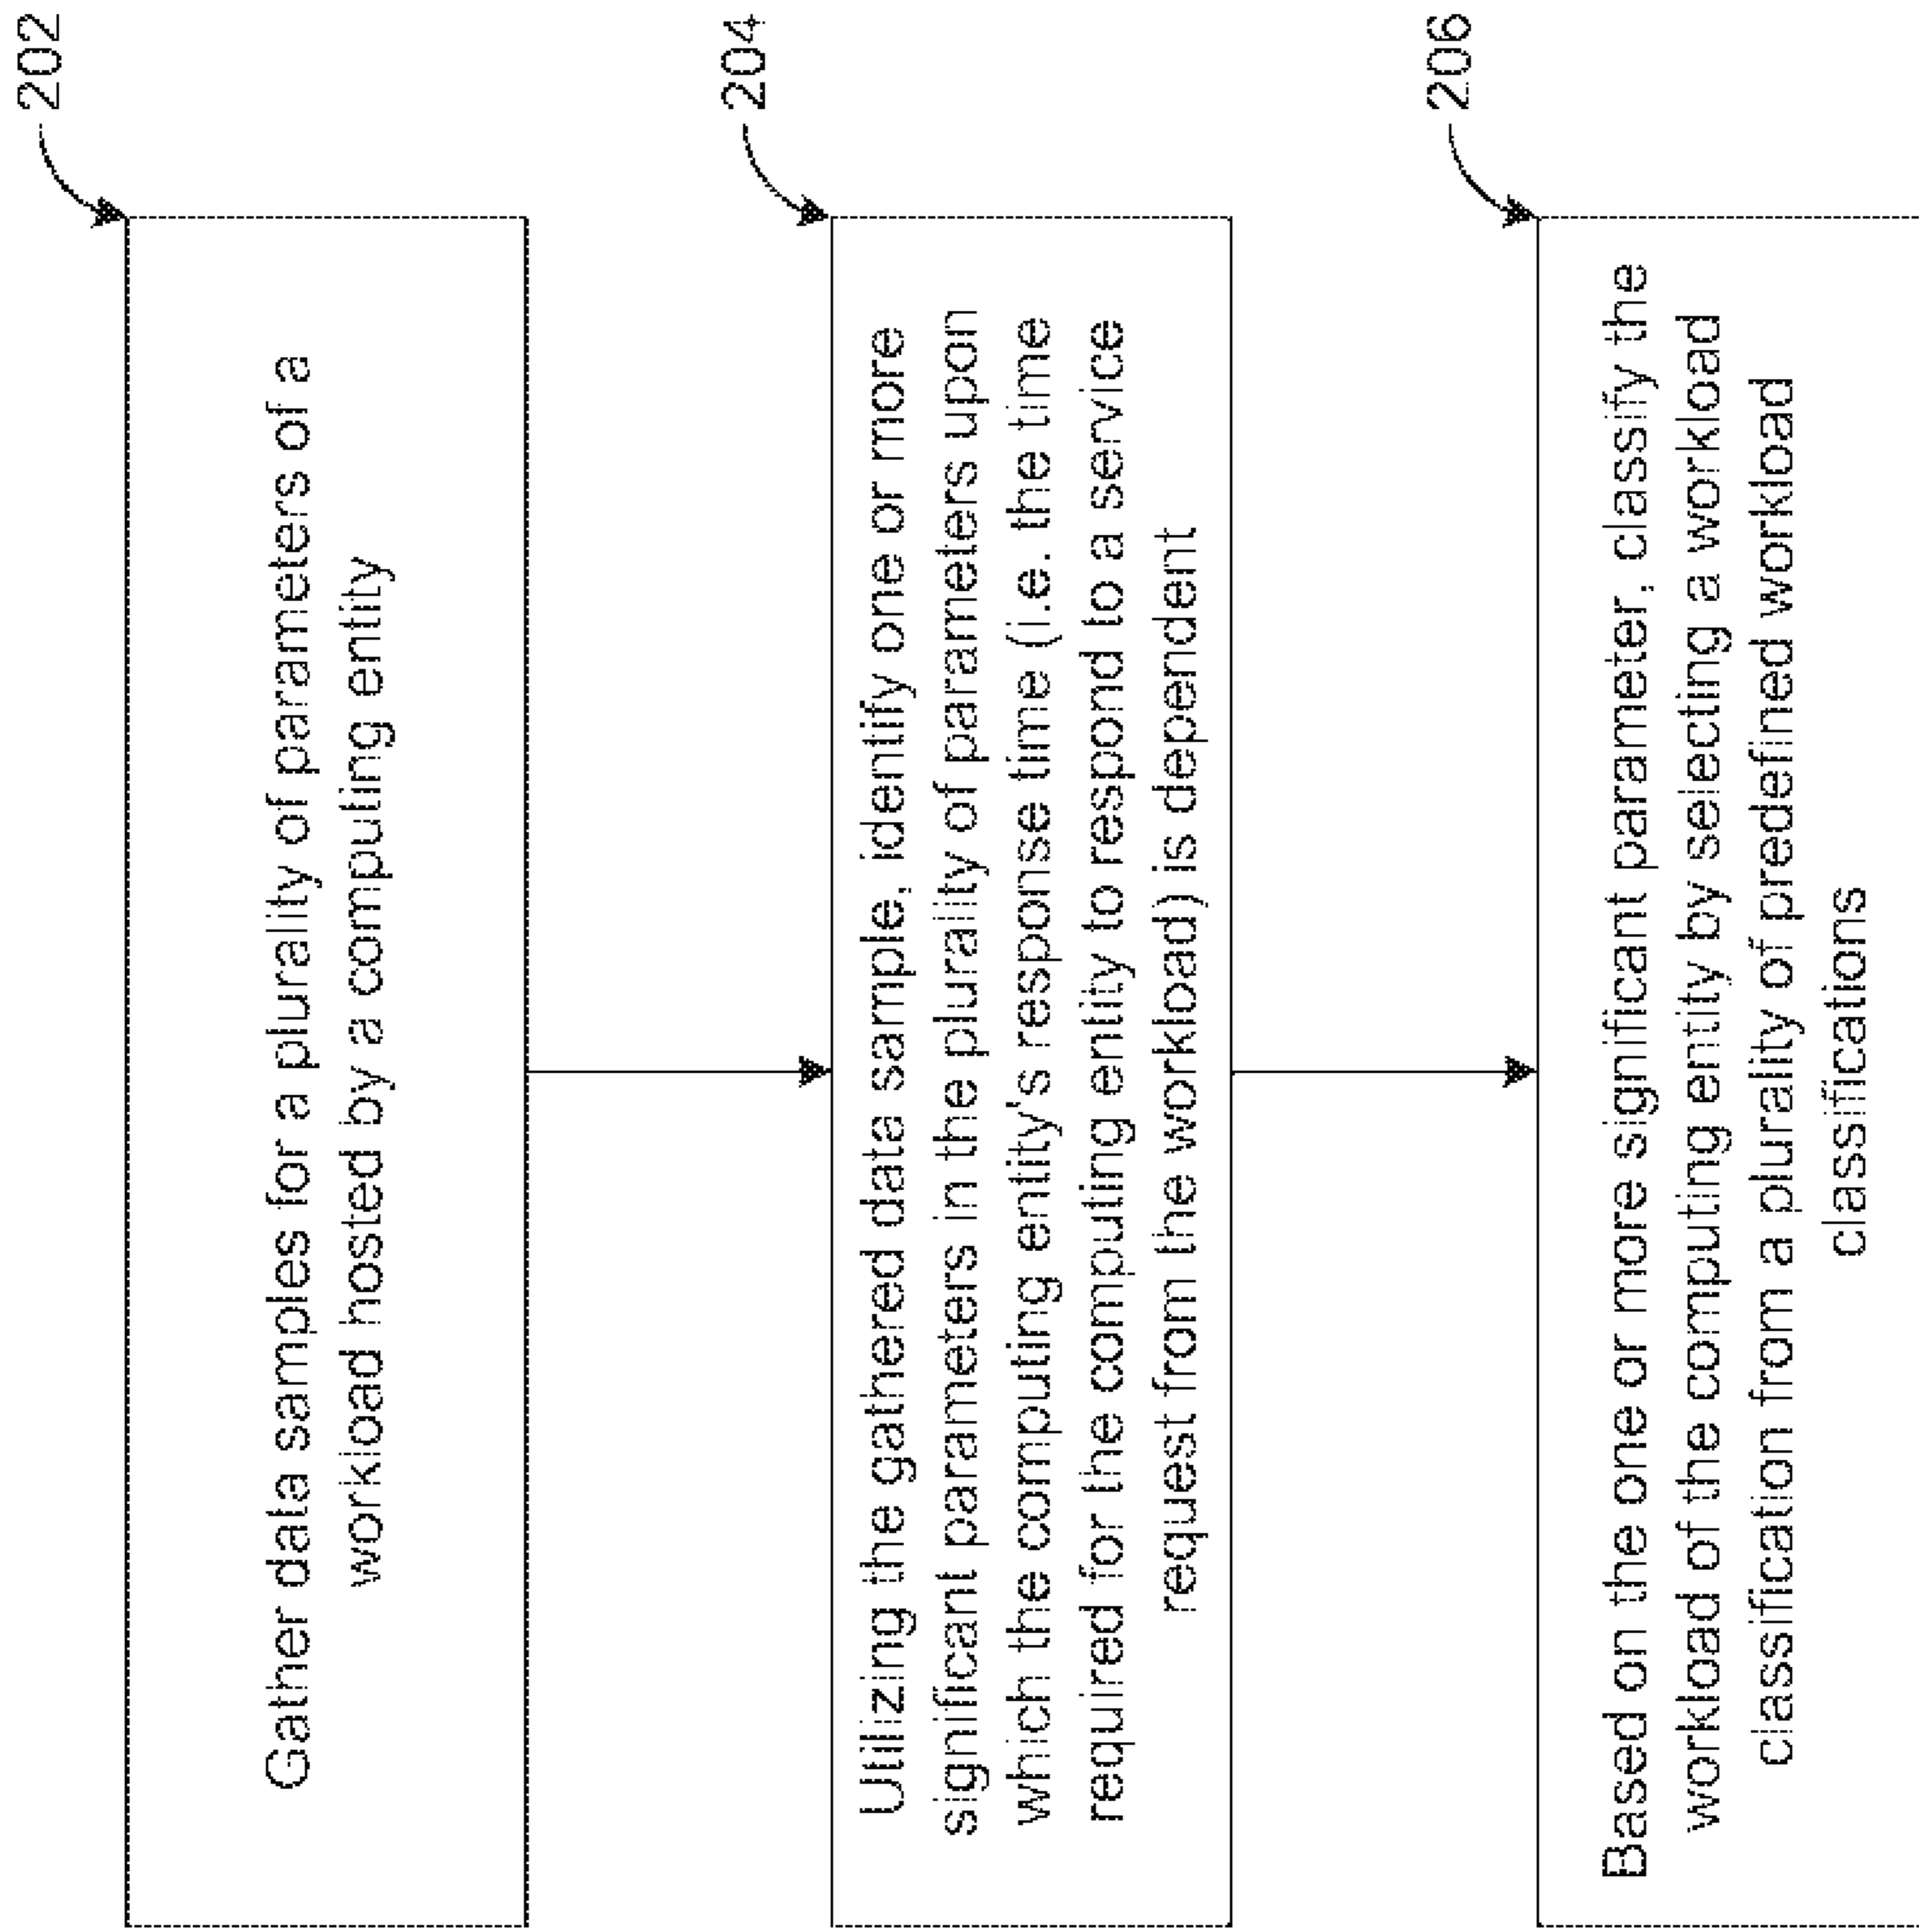 202
Gather data samples for a plurality of parameters of a
workload hosted by a computing entity
204
Utilizing the gathered data sample, identify one or more
significant parameters in the plurality of parameters upon
which the computing entity's response time (i.e. the time
required for the computing entity to respond to a service
request from the workload) is dependent
206
Based on the one or more significant parameter, classify the
workload of the computing entity by selecting a workload
classification from a plurality of predefined workload
classifications